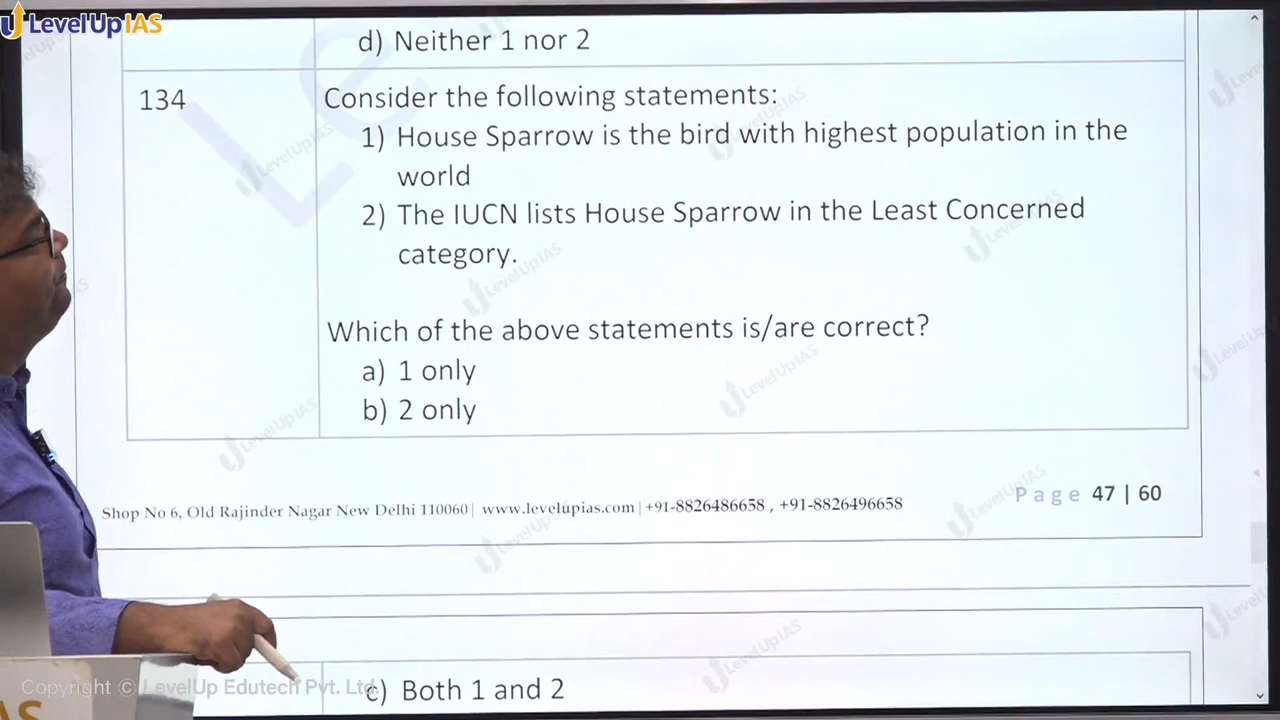 LevelUp IAS
d) Neither 1 nor 2
134
Consider the following statements:
1) House Sparrow is the bird with highest population in the
world
2) The IUCN lists House Sparrow in the Least Concerned
category.
Which of the above statements is/are correct?
a) 1 only
b) 2 only
Page 47 | 60
Shop No 6, Old Rajinder Nagar New Delhi 110060| www.levelupias.com | +91-8826486658 , +91-8826496658
c) Both 1 and 2
Copyright © LevelUp Edutech Pvt. Ltd.
AS